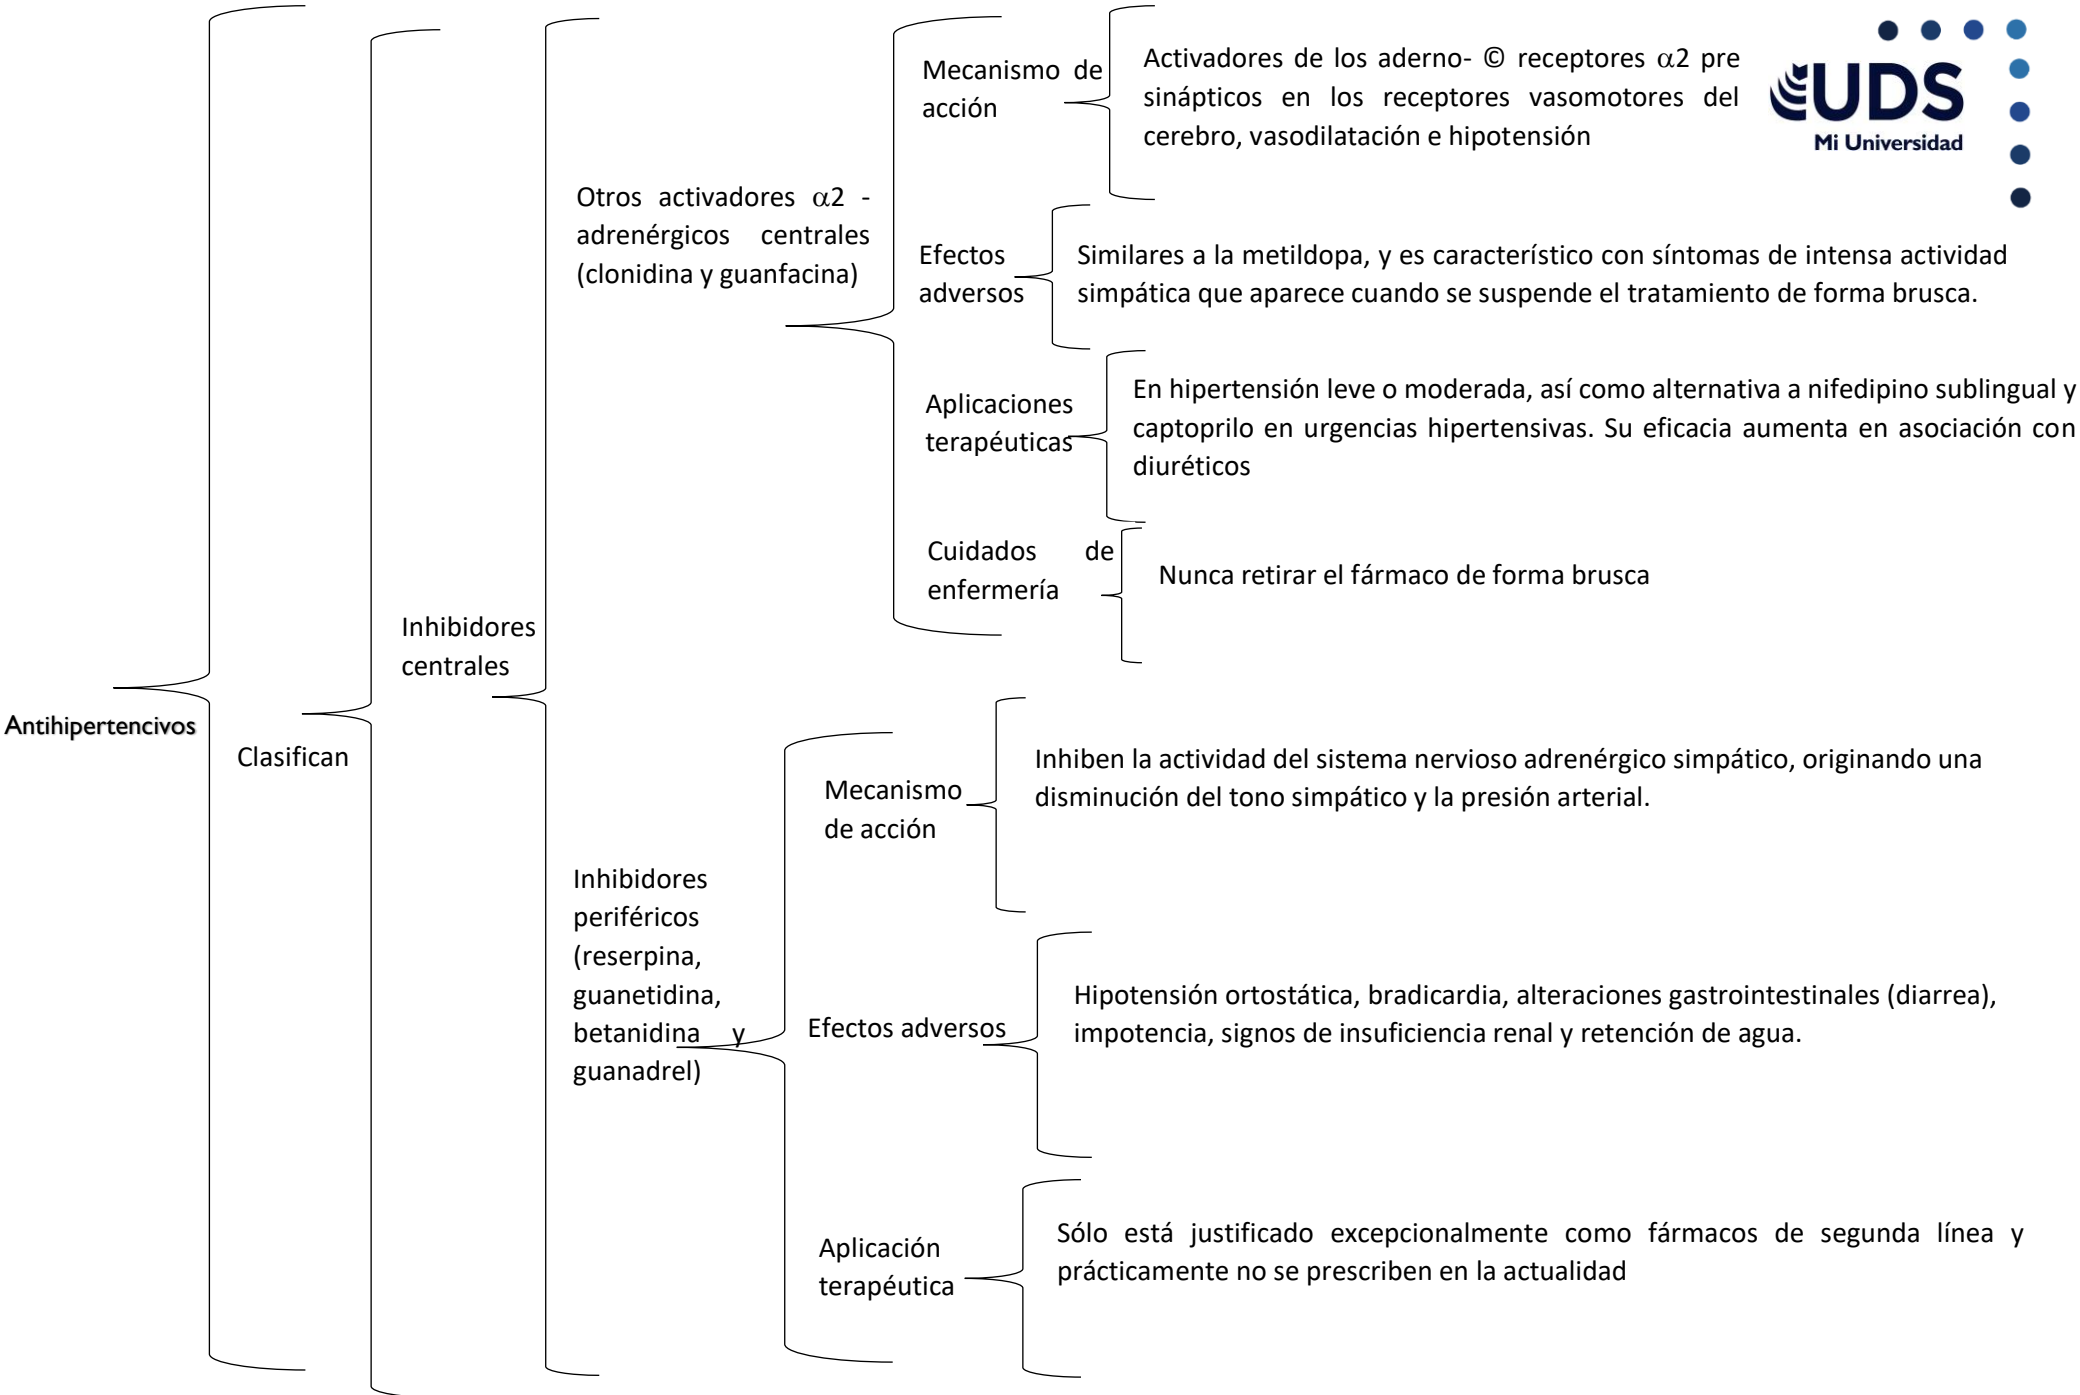 Antihipertencivos
Clasifican
Inhibidores
centrales
Otros activadores α2 -
adrenérgicos centrales
(clonidina y guanfacina)
Mecanismo de
acción
Activadores de los aderno- © receptores α2 pre
sinápticos en los receptores vasomotores del
cerebro, vasodilatación e hipotensión
UDS
Mi Universidad
Efectos
adversos
Similares a la metildopa, y es característico con síntomas de intensa actividad
simpática que aparece cuando se suspende el tratamiento de forma brusca.
Aplicaciones
terapéuticas
En hipertensión leve o moderada, así como alternativa a nifedipino sublingual y
captoprilo en urgencias hipertensivas. Su eficacia aumenta en asociación con
diuréticos
Cuidados de
enfermería
Nunca retirar el fármaco de forma brusca
Inhibidores
periféricos
(reserpina,
guanetidina,
betanidina y
guanadrel)
Mecanismo
de acción
Inhiben la actividad del sistema nervioso adrenérgico simpático, originando una
disminución del tono simpático y la presión arterial.
Efectos adversos
Hipotensión ortostática, bradicardia, alteraciones gastrointestinales (diarrea),
impotencia, signos de insuficiencia renal y retención de agua.
Aplicación
terapéutica
Sólo está justificado excepcionalmente como fármacos de segunda línea y
prácticamente no se prescriben en la actualidad